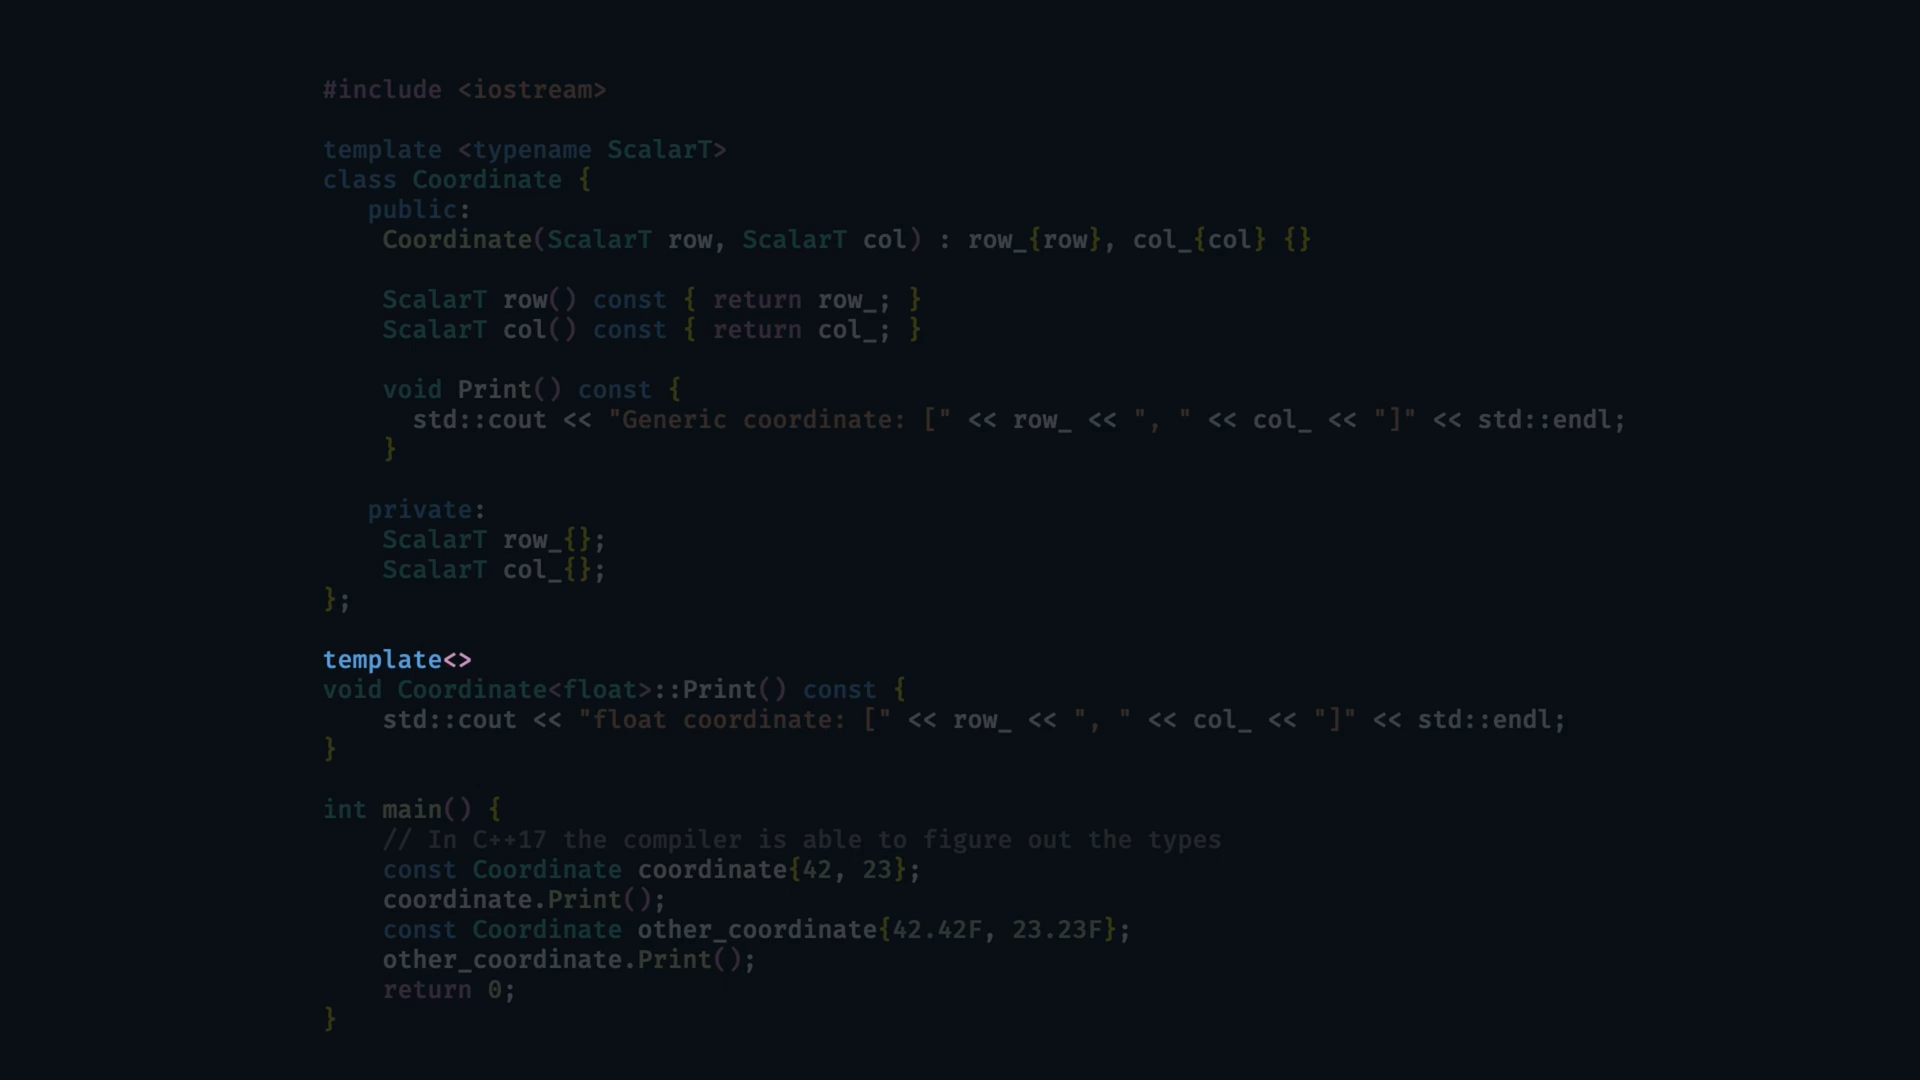 #include <iostream>
template <typename ScalarT>
class Coordinate {
public:
Coordinate(ScalarT row, ScalarT col) : row_{row}, col_{col} {}
ScalarT row() const { return row_; }
ScalarT col() const { return col_; }
void Print() const {
std::cout << "Generic coordinate: [" << row_ << ", " << col_ << "]" << std::endl;
}
private:
ScalarT row_{};
ScalarT col_{};
};
template<>
void Coordinate<float>::Print() const {
std::cout << "float coordinate: [" << row_ << ", " << col_ << "]" << std::endl;
}
int main() {
// In C++17 the compiler is able to figure out the types
const Coordinate coordinate{42, 23};
coordinate.Print();
const Coordinate other_coordinate{42.42F, 23.23F};
other_coordinate.Print();
return 0;
}